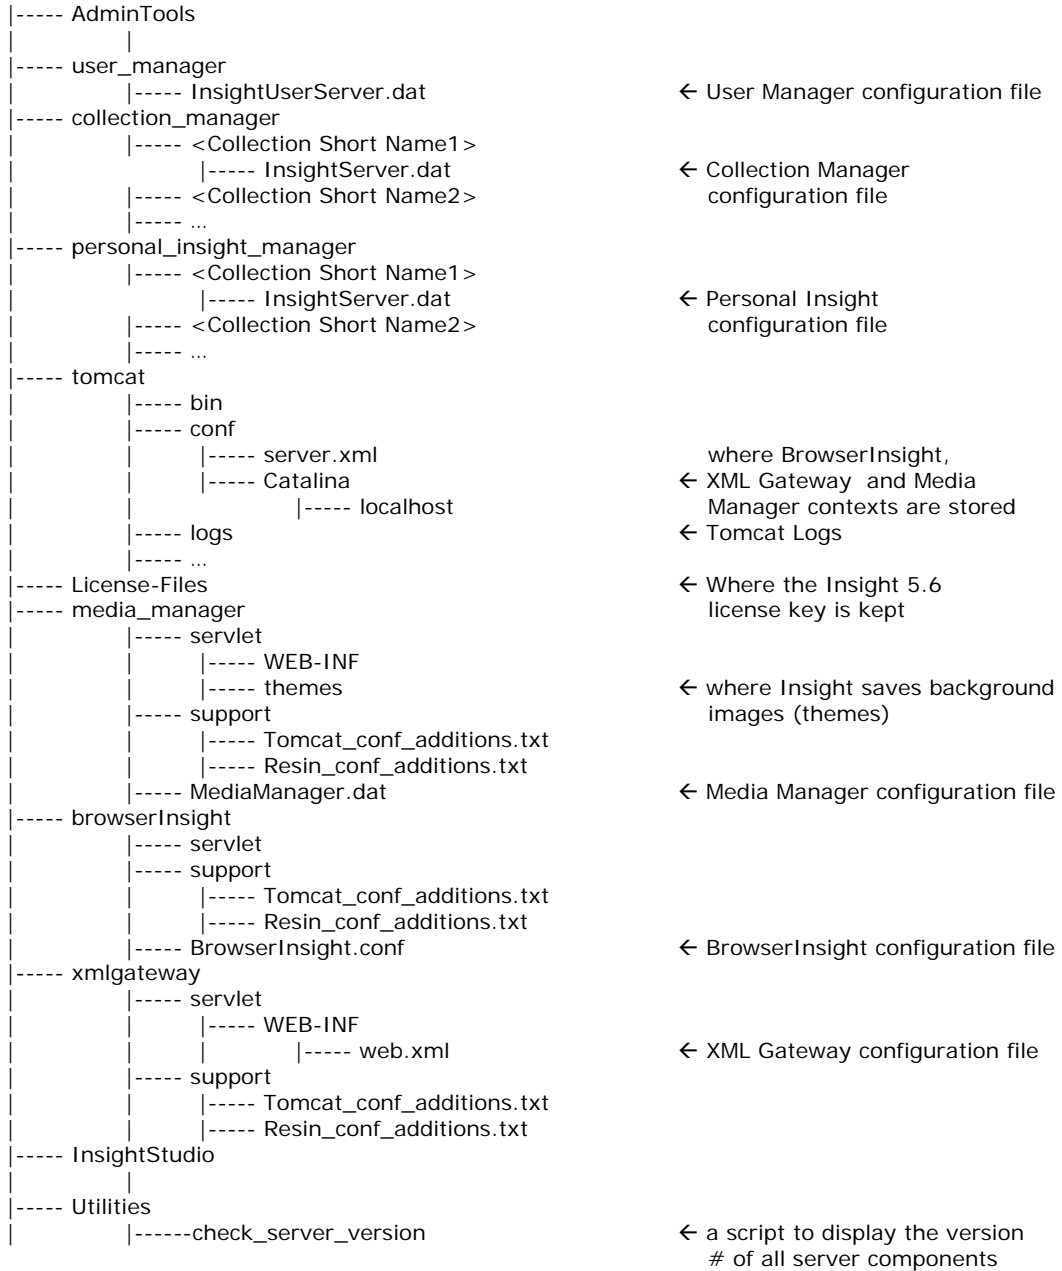 |----- AdminTools
|        |
|----- user_manager
|        |----- InsightUserServer.dat ← User Manager configuration file
|----- collection_manager
|        |----- <Collection Short Name1>
|        |        |----- InsightServer.dat ← Collection Manager
|        |----- <Collection Short Name2> configuration file
|        |----- ...
|----- personal_insight_manager
|        |----- <Collection Short Name1>
|        |        |----- InsightServer.dat ← Personal Insight
|        |----- <Collection Short Name2> configuration file
|        |----- ...
|----- tomcat
|        |----- bin
|        |----- conf
|        |        |----- server.xml where BrowserInsight,
|        |        |----- Catalina ← XML Gateway  and Media
|        |                 |----- localhost Manager contexts are stored
|        |----- logs ← Tomcat Logs
|        |----- ...
|----- License-Files ← Where the Insight 5.6
|----- media_manager license key is kept
|        |----- servlet
|        |        |----- WEB-INF
|        |        |----- themes ← where Insight saves background
|        |----- support images (themes)
|        |        |----- Tomcat_conf_additions.txt
|        |        |----- Resin_conf_additions.txt
|        |----- MediaManager.dat ← Media Manager configuration file
|----- browserInsight
|        |----- servlet
|        |----- support
|        |        |----- Tomcat_conf_additions.txt
|        |        |----- Resin_conf_additions.txt
|        |----- BrowserInsight.conf ← BrowserInsight configuration file
|----- xmlgateway
|        |----- servlet
|        |        |----- WEB-INF
|        |        |        |----- web.xml ← XML Gateway configuration file
|        |----- support
|        |        |----- Tomcat_conf_additions.txt
|        |        |----- Resin_conf_additions.txt
|----- InsightStudio
|        |
|----- Utilities
|        |------check_server_version ← a script to display the version
# of all server components